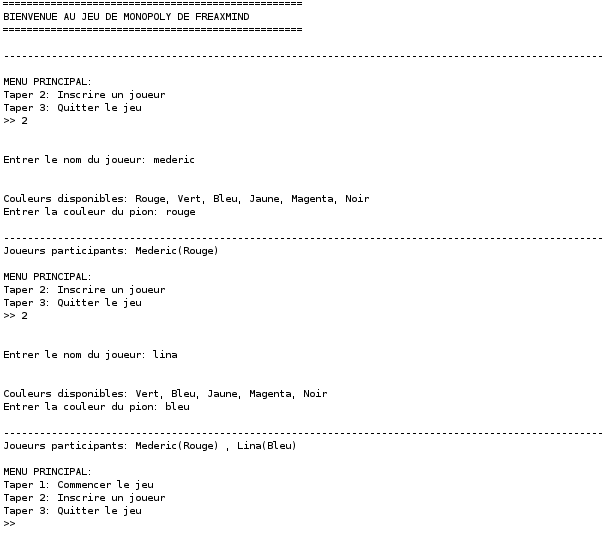 ==================================================
BIENVENUE AU JEU DE MONOPOLY DE FREAXMIND
==================================================
----------------------------------------------------------------------------------------------------
MENU PRINCIPAL:
Taper 2: Inscrire un joueur
Taper 3: Quitter le jeu
>> 2
Entrer le nom du joueur: mederic
Couleurs disponibles: Rouge, Vert, Bleu, Jaune, Magenta, Noir
Entrer la couleur du pion: rouge
----------------------------------------------------------------------------------------------------
Joueurs participants: Mederic(Rouge)
MENU PRINCIPAL:
Taper 2: Inscrire un joueur
Taper 3: Quitter le jeu
>> 2
Entrer le nom du joueur: lina
Couleurs disponibles: Vert, Bleu, Jaune, Magenta, Noir
Entrer la couleur du pion: bleu
----------------------------------------------------------------------------------------------------
Joueurs participants: Mederic(Rouge) , Lina(Bleu)
MENU PRINCIPAL:
Taper 1: Commencer le jeu
Taper 2: Inscrire un joueur
Taper 3: Quitter le jeu
>>